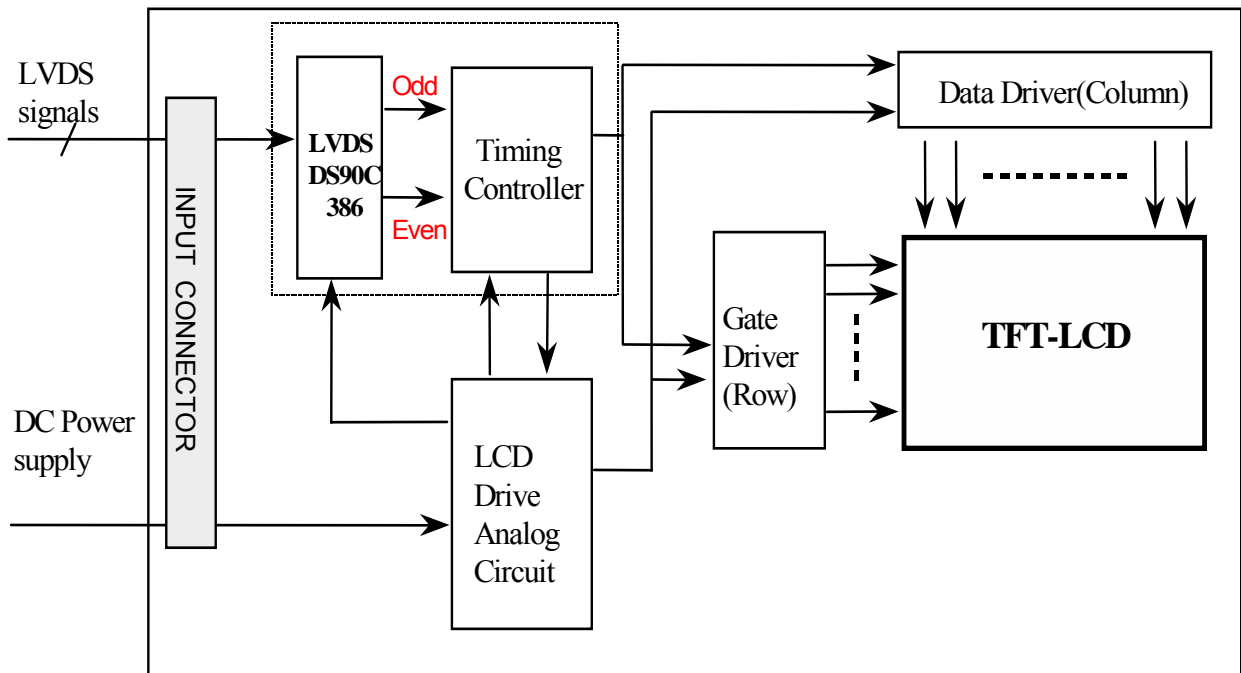 LVDS
signals
INPUT CONNECTOR
DC Power
supply
LVDS
DS90C
386
Odd
Even
Timing
Controller
LCD
Drive
Analog
Circuit
Data Driver(Column)
Gate
Driver
(Row)
TFT-LCD